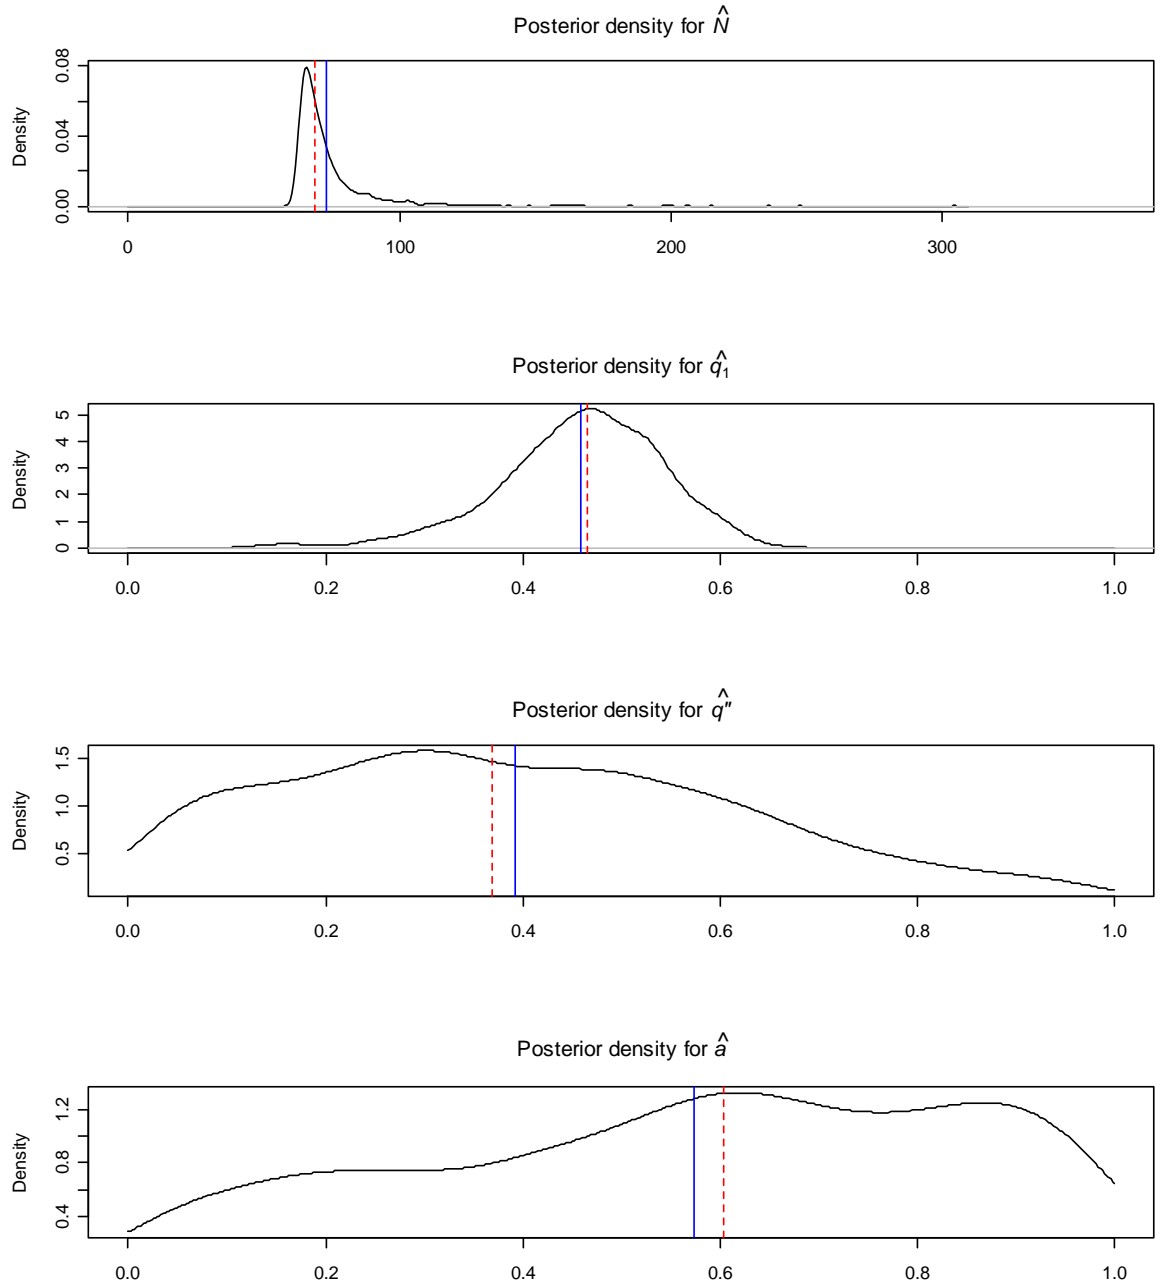 Posterior density for N̂
Density
0.00 0.04 0.08
0 100 200 300
Posterior density for q̂₁
Density
0 1 2 3 4 5
0.0 0.2 0.4 0.6 0.8 1.0
Posterior density for q̂″
Density
0.5 1.0 1.5
0.0 0.2 0.4 0.6 0.8 1.0
Posterior density for â
Density
0.4 0.8 1.2
0.0 0.2 0.4 0.6 0.8 1.0